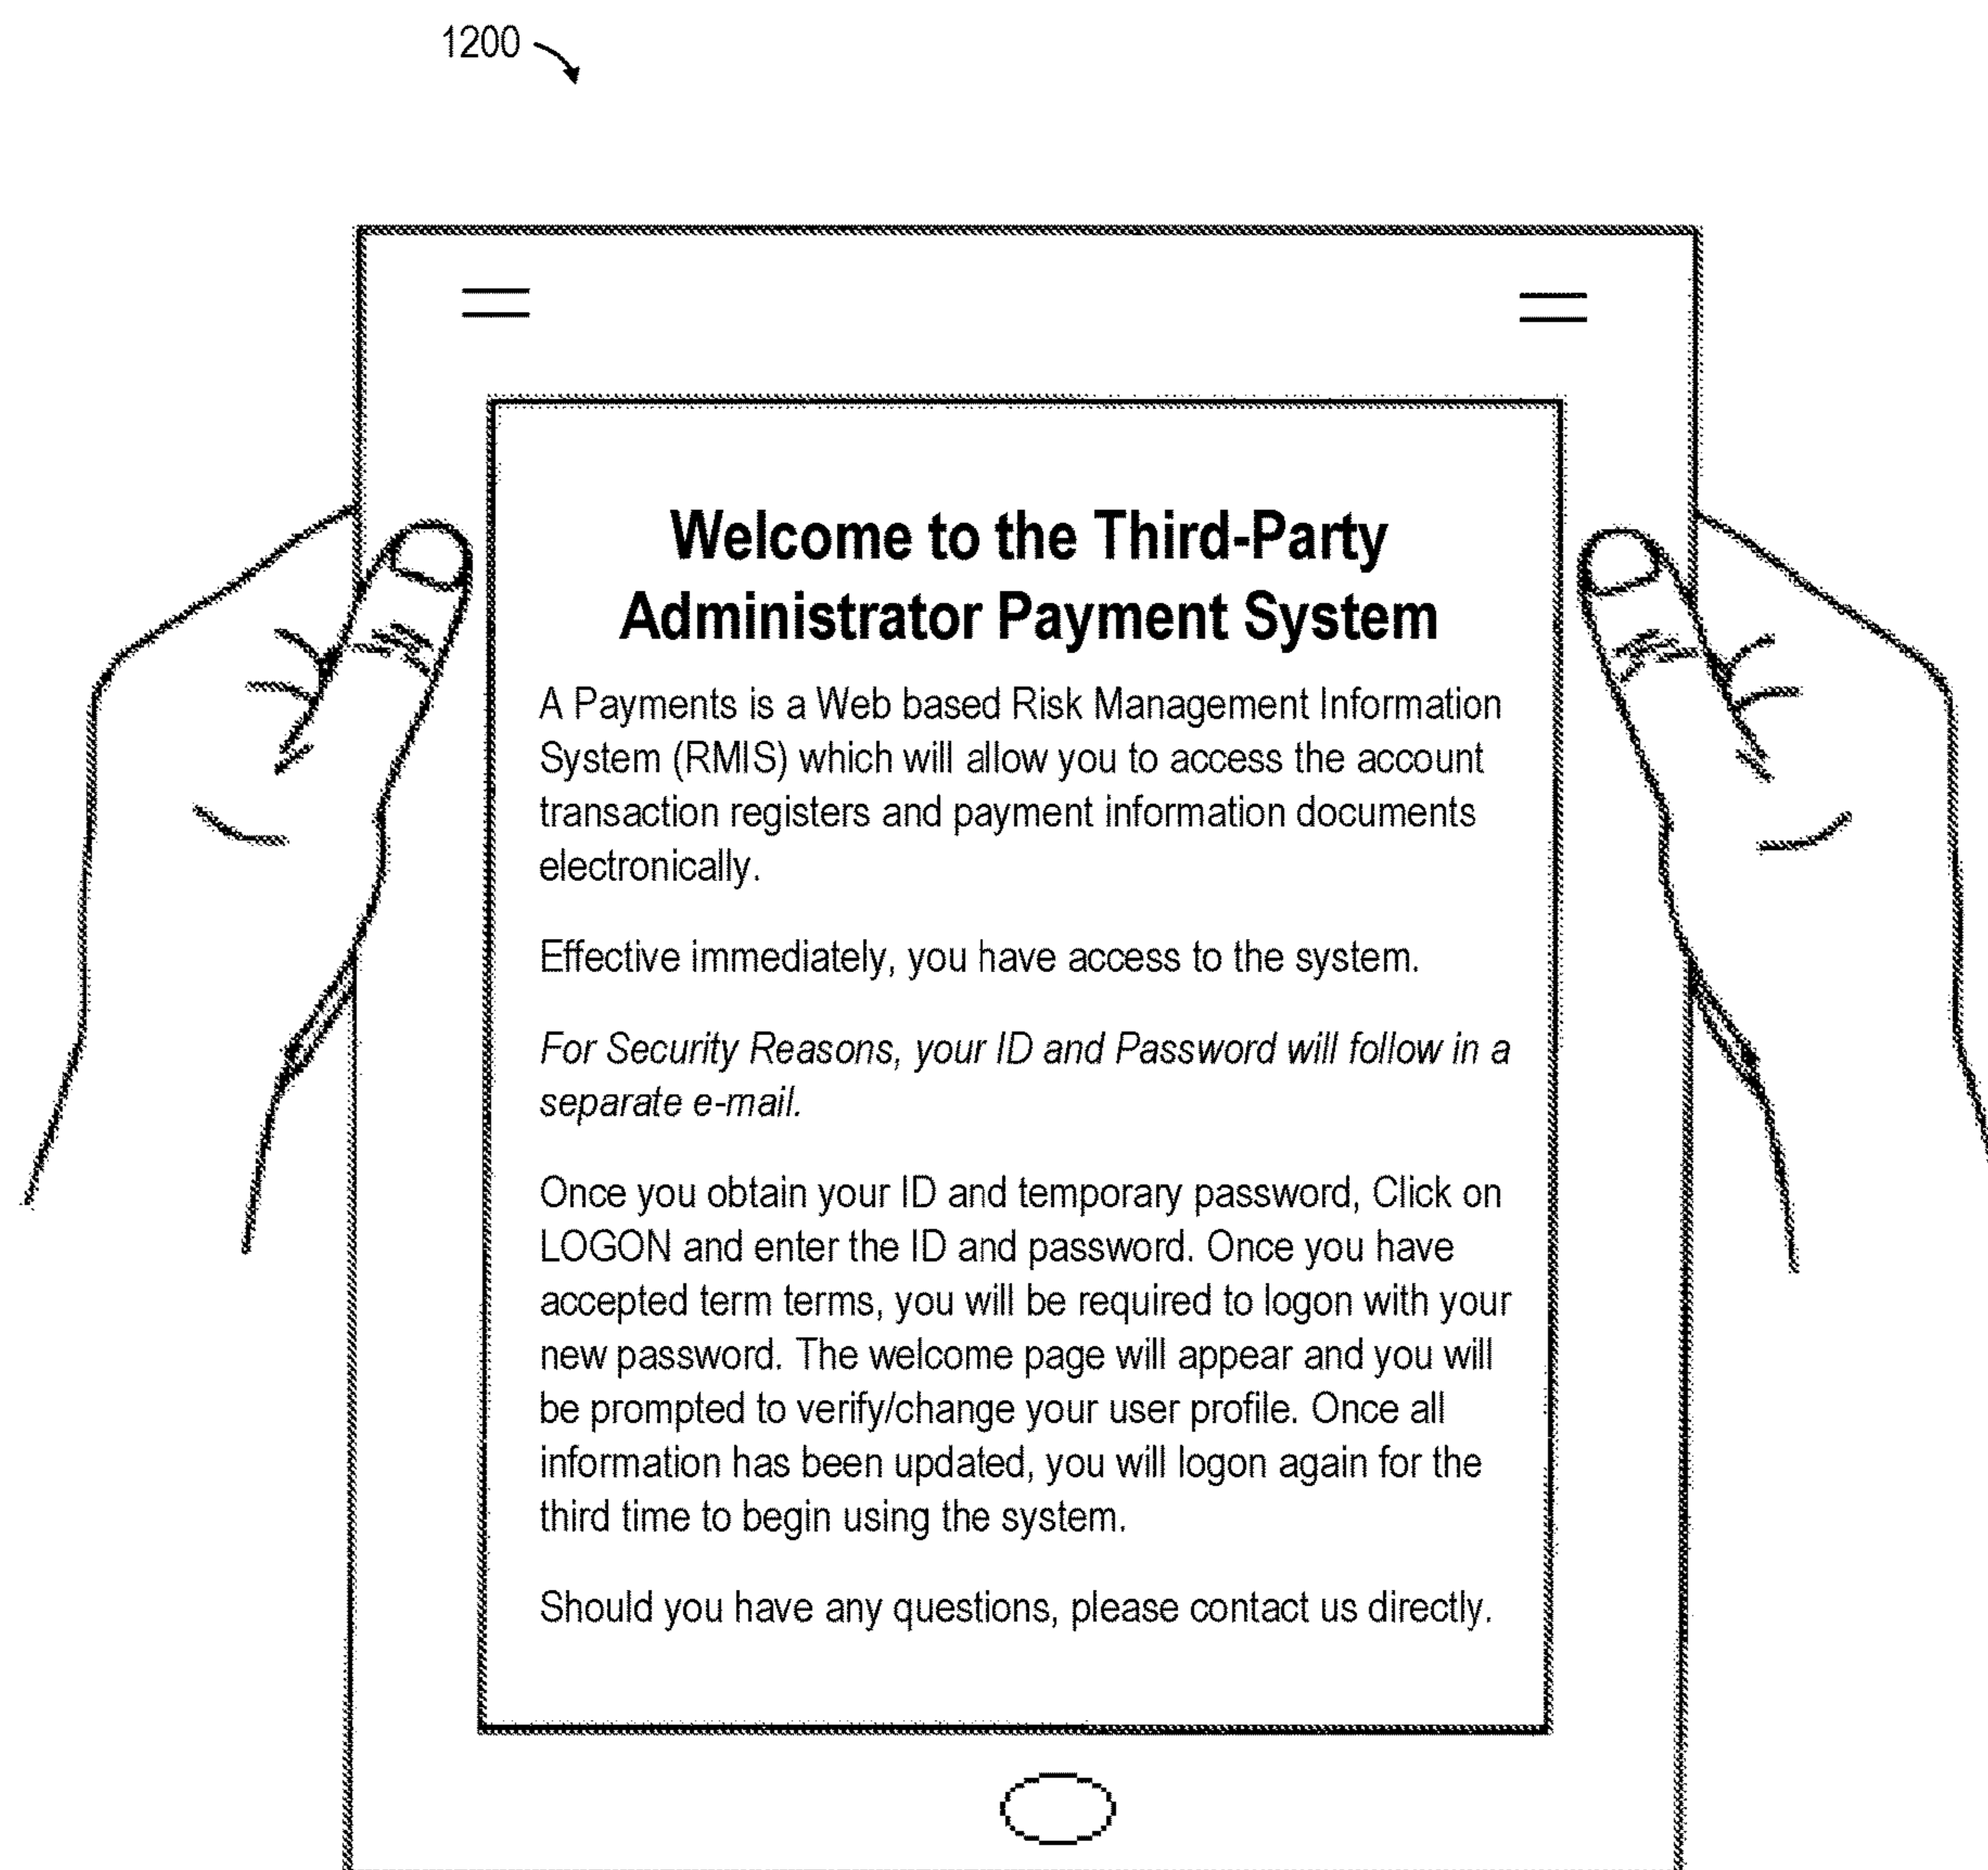 1200
Welcome to the Third-Party
Administrator Payment System
A Payments is a Web based Risk Management Information
System (RMIS) which will allow you to access the account
transaction registers and payment information documents
electronically.
Effective immediately, you have access to the system.
For Security Reasons, your ID and Password will follow in a
separate e-mail.
Once you obtain your ID and temporary password, Click on
LOGON and enter the ID and password. Once you have
accepted term terms, you will be required to logon with your
new password. The welcome page will appear and you will
be prompted to verify/change your user profile. Once all
information has been updated, you will logon again for the
third time to begin using the system.
Should you have any questions, please contact us directly.